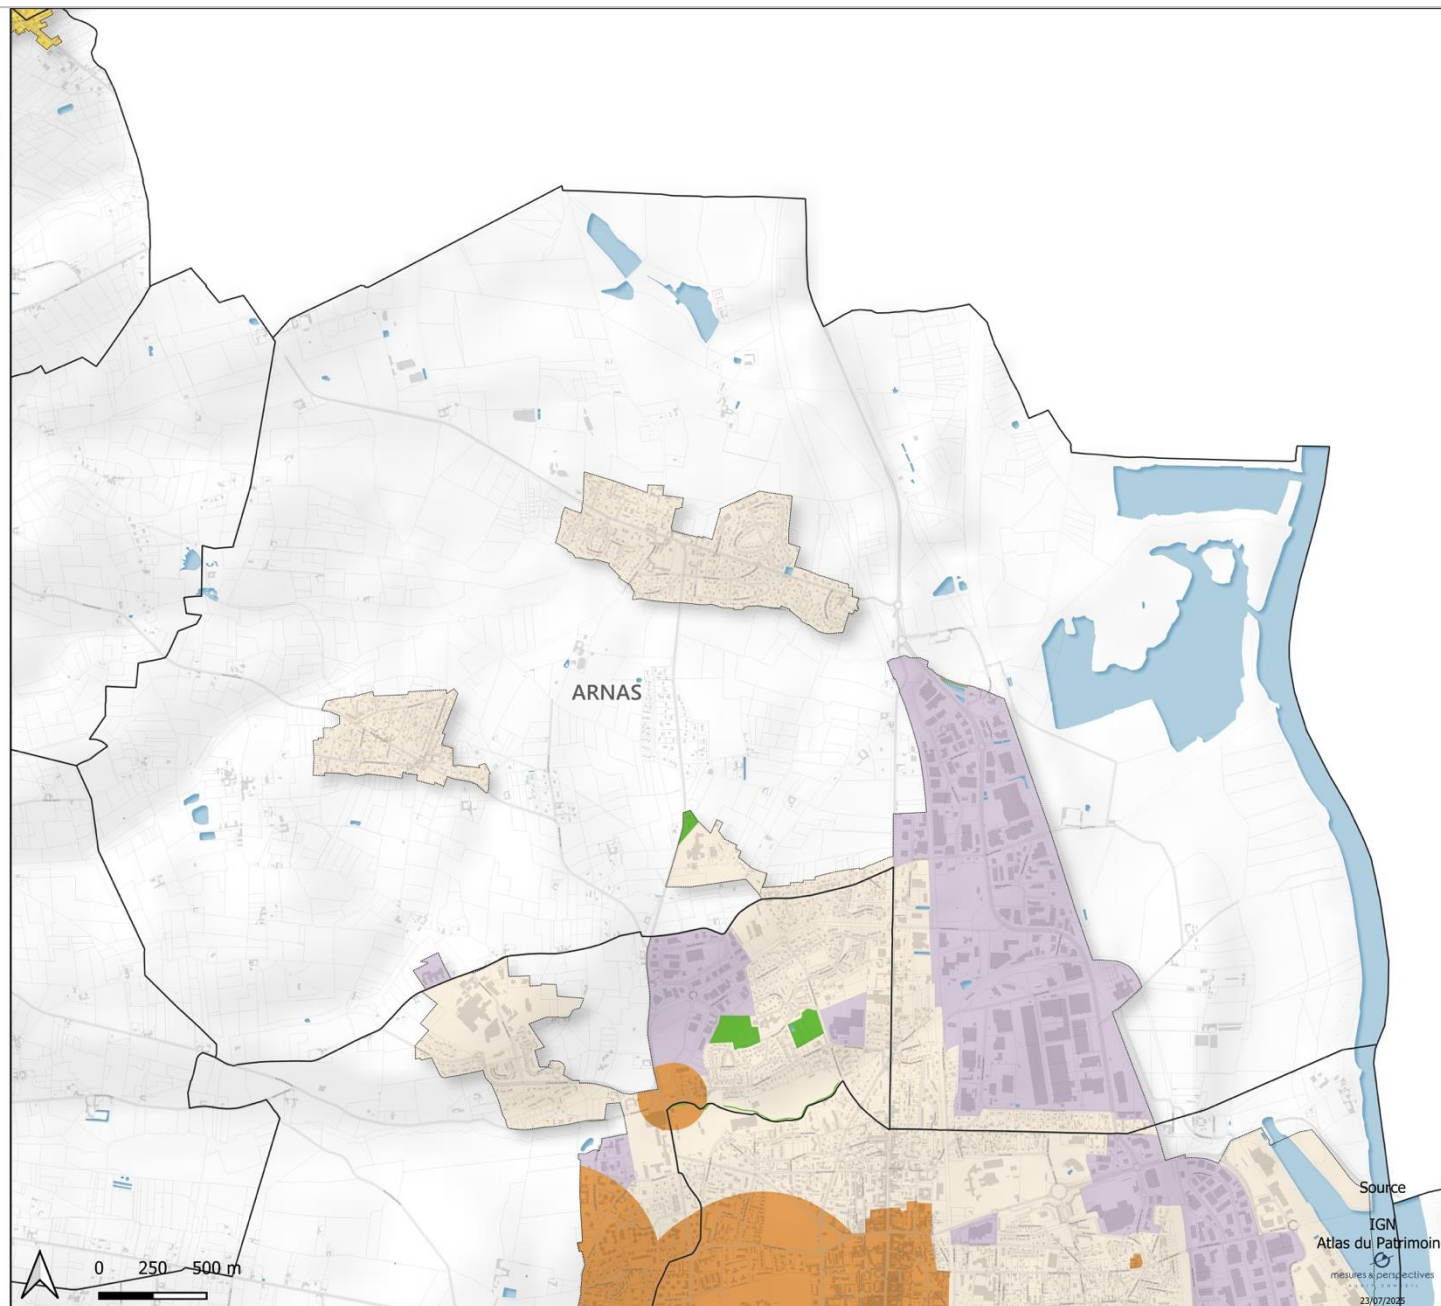 ARNAS
0 250 500 m
Source
IGN
Atlas du Patrimoin
mesures & perspectives
23/07/2025